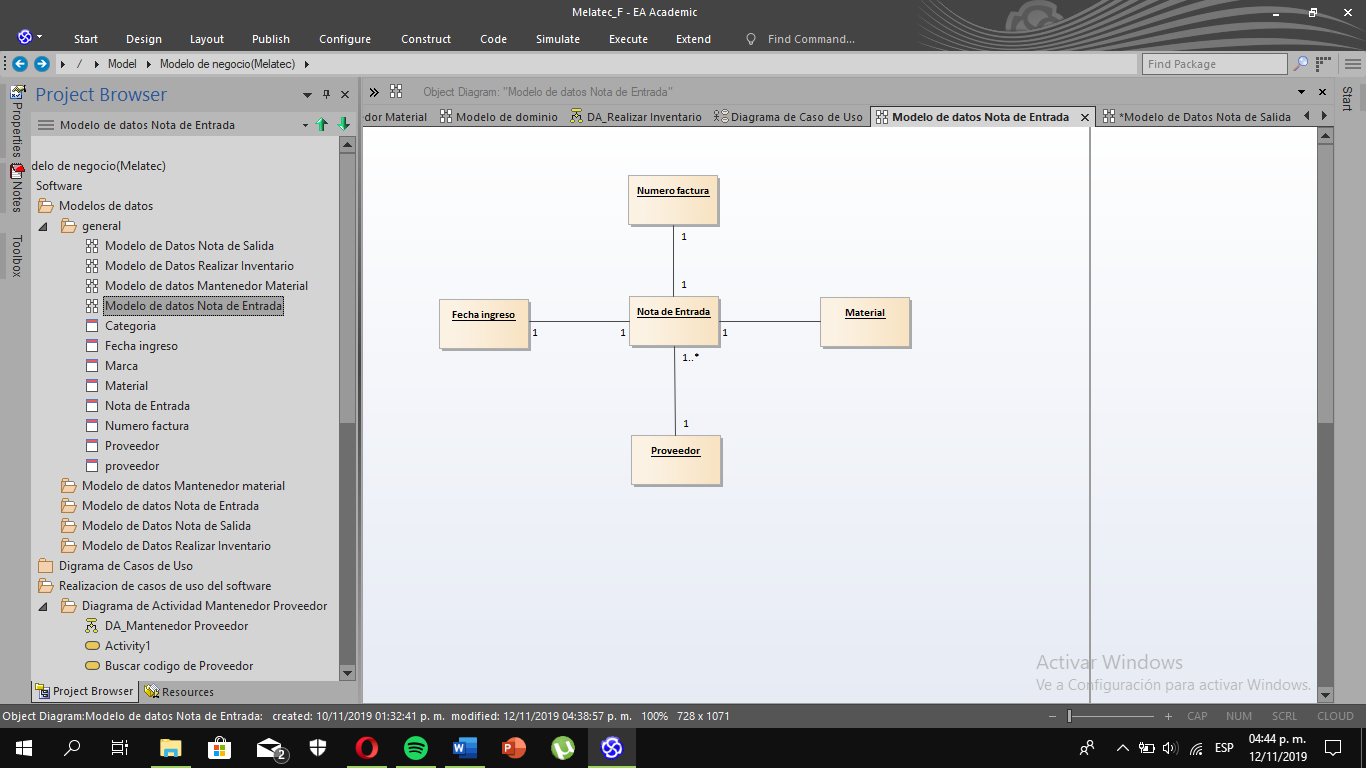 Melatec_F - EA Academic
Start Design Layout Publish Configure Construct Code Simulate Execute Extend Find Command...
/ Model Modelo de negocio(Melatec) Find Package
Properties
Notes
Toolbox
Project Browser
Modelo de datos Nota de Entrada
delo de negocio(Melatec)
Software
Modelos de datos
general
Modelo de Datos Nota de Salida
Modelo de Datos Realizar Inventario
Modelo de datos Mantenedor Material
Modelo de datos Nota de Entrada
Categoria
Fecha ingreso
Marca
Material
Nota de Entrada
Numero factura
Proveedor
proveedor
Modelo de datos Mantenedor material
Modelo de datos Nota de Entrada
Modelo de Datos Nota de Salida
Modelo de Datos Realizar Inventario
Digrama de Casos de Uso
Realizacion de casos de uso del software
Diagrama de Actividad Mantenedor Proveedor
DA_Mantenedor Proveedor
Activity1
Buscar codigo de Proveedor
Project Browser Resources
Object Diagram: "Modelo de datos Nota de Entrada"
dor Material Modelo de dominio DA_Realizar Inventario Diagrama de Caso de Uso Modelo de datos Nota de Entrada *Modelo de Datos Nota de Salida
Start
Numero factura
1
1
Fecha ingreso
1
1
Nota de Entrada
1
Material
1..*
1
Proveedor
Activar Windows
Ve a Configuración para activar Windows.
Object Diagram:Modelo de datos Nota de Entrada: created: 10/11/2019 01:32:41 p. m. modified: 12/11/2019 04:38:57 p. m. 100% 728 x 1071
CAP NUM SCRL CLOUD
2
ESP
04:44 p. m.
12/11/2019